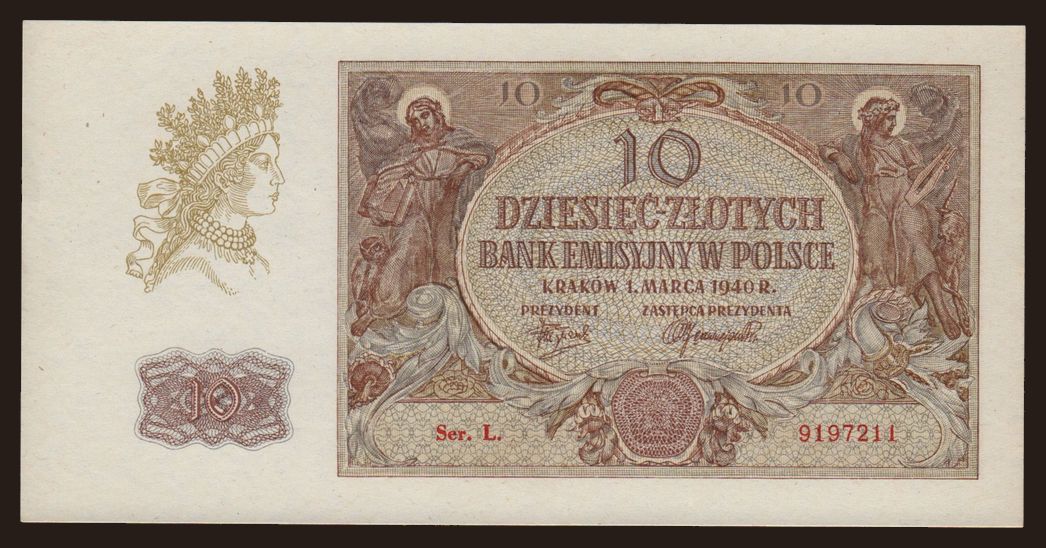 10 10
10
DZIESIĘĆ-ZŁOTYCH
BANK EMISYJNY W POLSCE
KRAKÓW 1. MARCA 1940 R.
PREZYDENT ZASTĘPCA PREZYDENTA
10
Ser. L. 9197211